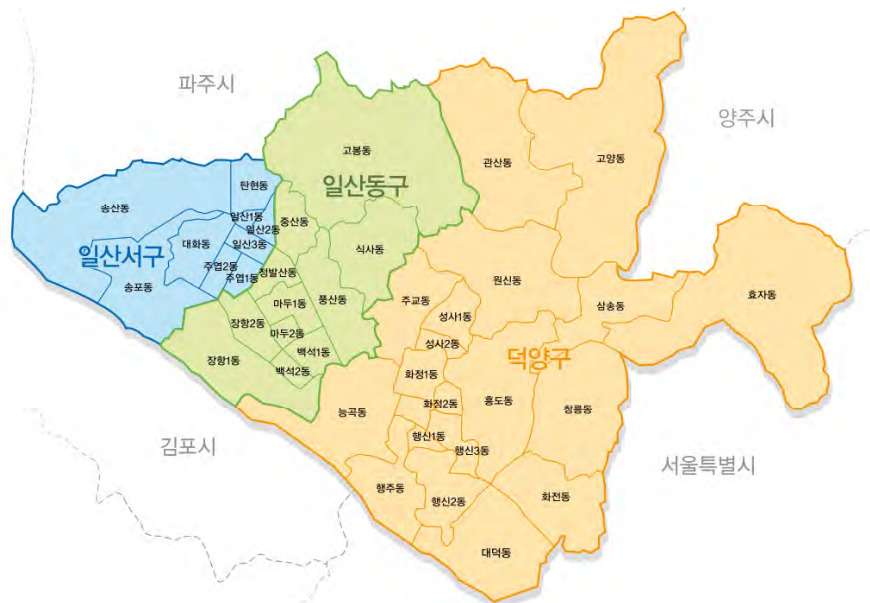 파주시
양주시
고봉동
관산동
고양동
일산동구
탄현동
송산동
일산1동
일산2동
중산동
대화동
일산3동
식사동
일산서구
주엽2동
주엽1동
정발산동
원신동
송포동
풍산동
마두1동
주교동
성사1동
삼송동
효자동
장항2동
마두2동
성사2동
장항1동
백석1동
덕양구
백석2동
화정1동
능곡동
화정2동
흥도동
창릉동
김포시
행신1동
행신3동
서울특별시
행주동
행신2동
화전동
대덕동